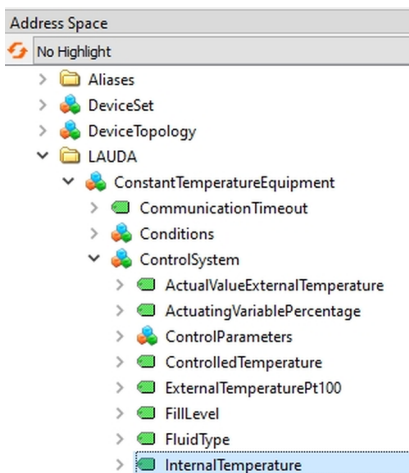 Address Space
No Highlight
Aliases
DeviceSet
DeviceTopology
LAUDA
ConstantTemperatureEquipment
CommunicationTimeout
Conditions
ControlSystem
ActualValueExternalTemperature
ActuatingVariablePercentage
ControlParameters
ControlledTemperature
ExternalTemperaturePt100
FillLevel
FluidType
InternalTemperature